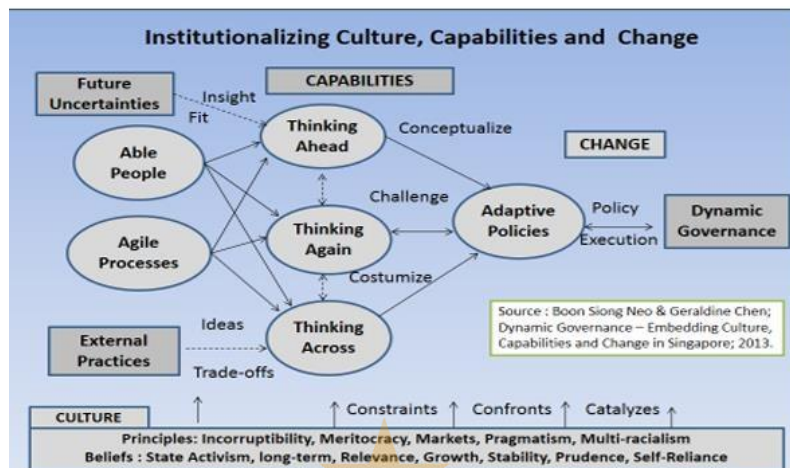 Institutionalizing Culture, Capabilities and Change
Future
Uncertainties
Insight
Fit
CAPABILITIES
Thinking
Ahead
Conceptualize
CHANGE
Able
People
Challenge
Thinking
Again
Adaptive
Policies
Policy
Execution
Dynamic
Governance
Agile
Processes
Costumize
Ideas
Thinking
Across
External
Practices
Trade-offs
Source : Boon Siong Neo & Geraldine Chen;
Dynamic Governance – Embedding Culture,
Capabilities and Change in Singapore; 2013.
CULTURE
Constraints
Confronts
Catalyzes
Principles: Incorruptibility, Meritocracy, Markets, Pragmatism, Multi-racialism
Beliefs : State Activism, long-term, Relevance, Growth, Stability, Prudence, Self-Reliance